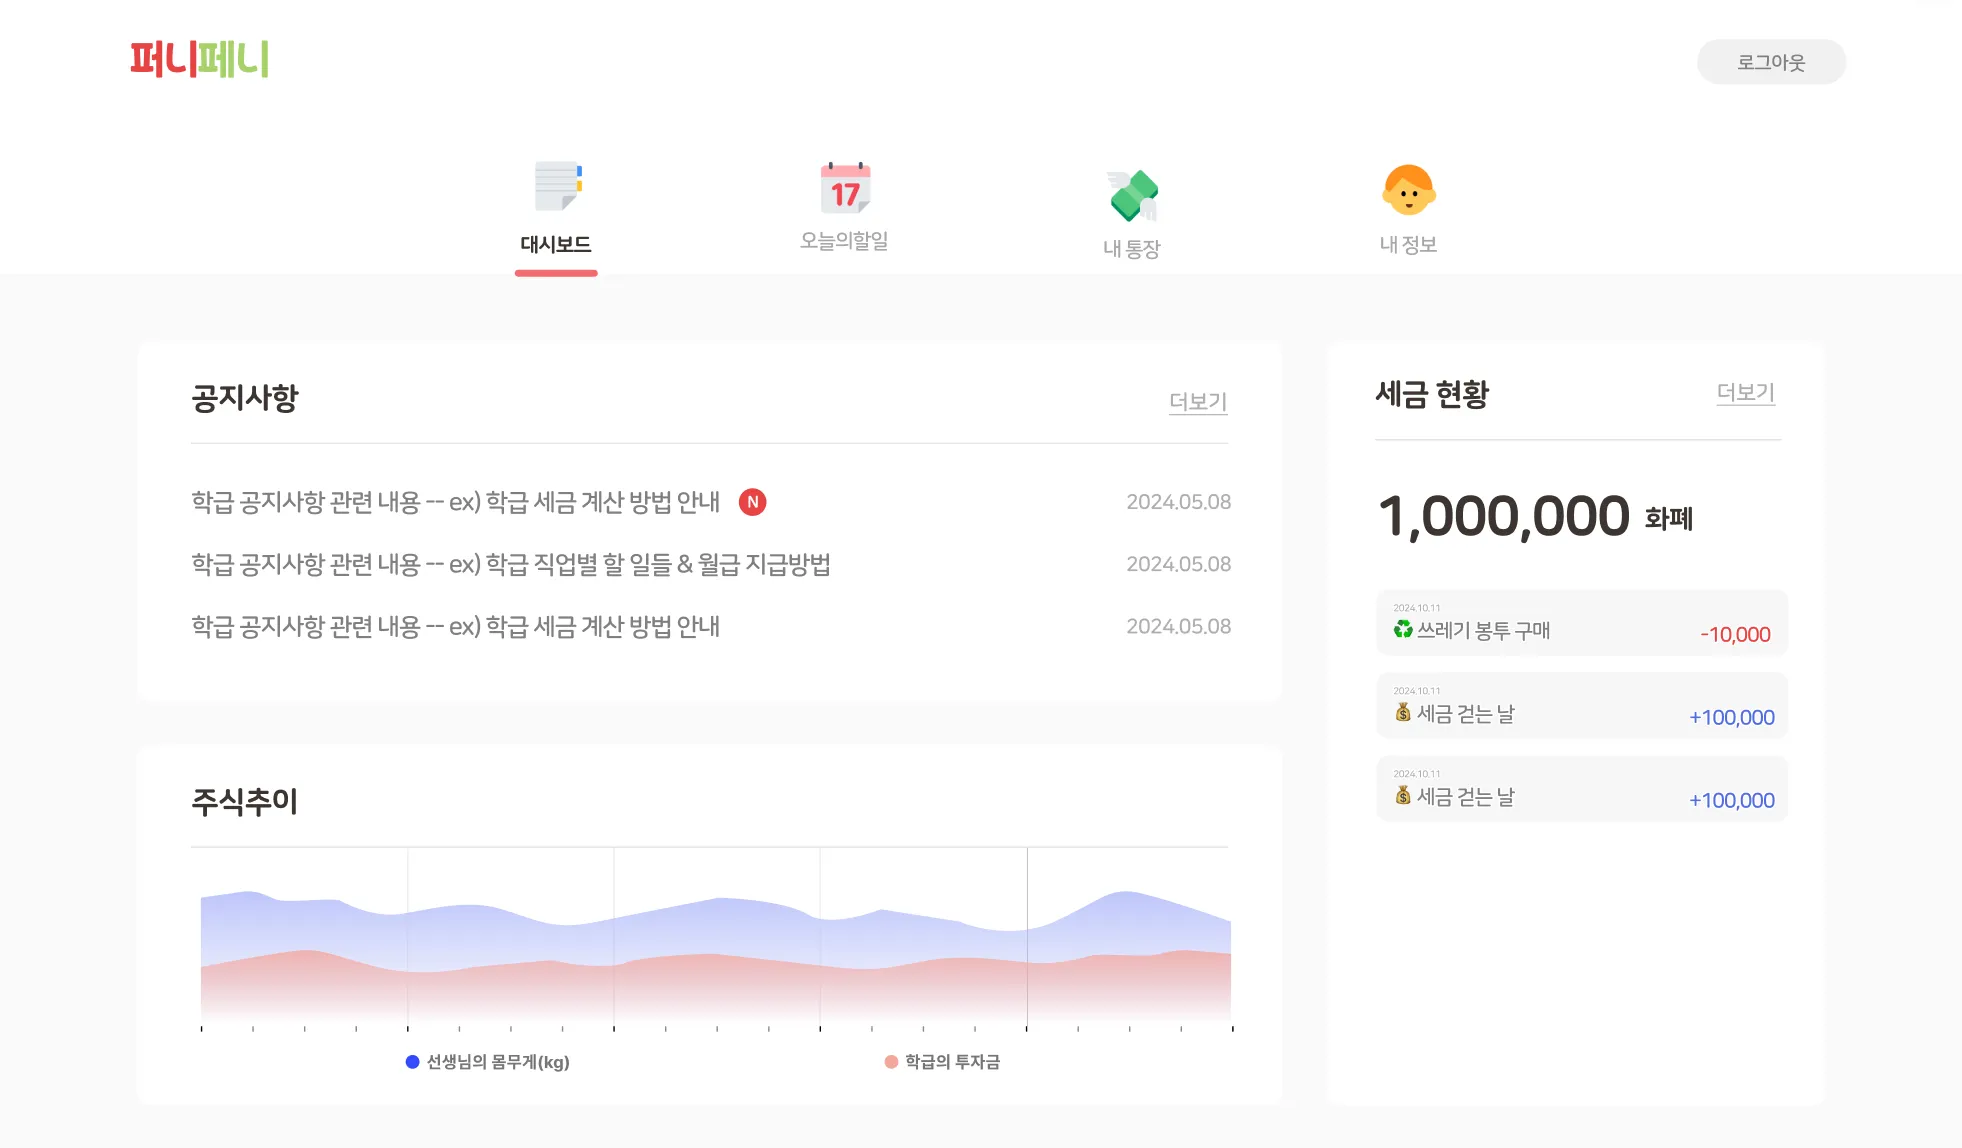 퍼니페니
로그아웃
17
대시보드
오늘의할일
내 통장
내 정보
공지사항
더보기
학급 공지사항 관련 내용 -- ex) 학급 세금 계산 방법 안내 N 2024.05.08
학급 공지사항 관련 내용 -- ex) 학급 직업별 할 일들 & 월급 지급방법 2024.05.08
학급 공지사항 관련 내용 -- ex) 학급 세금 계산 방법 안내 2024.05.08
주식추이
선생님의 몸무게(kg)
학급의 투자금
세금 현황
더보기
1,000,000 화폐
2024.10.11
쓰레기 봉투 구매 -10,000
2024.10.11
세금 걷는 날 +100,000
2024.10.11
세금 걷는 날 +100,000